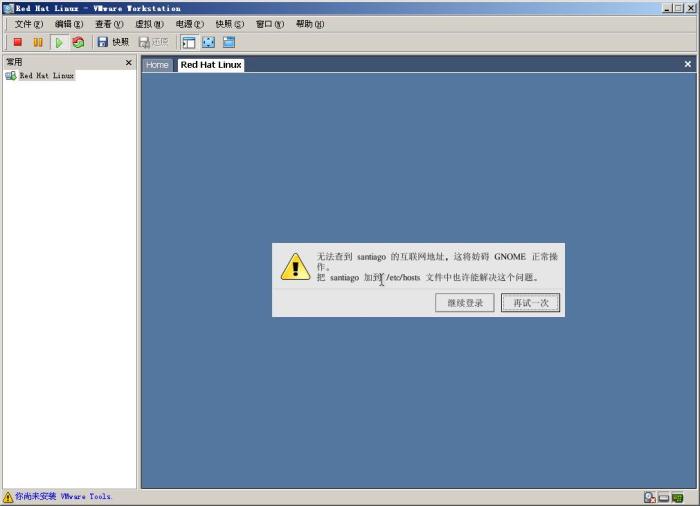 Red Hat Linux - VMware Workstation
文件(F) 编辑(E) 查看(V) 虚拟(M) 电源(P) 快照(S) 窗口(W) 帮助(H)
快照 还原
常用
Red Hat Linux
Home Red Hat Linux
无法查到 santiago 的互联网地址，这将妨碍 GNOME 正常操
作。
把 santiago 加到 /etc/hosts 文件中也许能解决这个问题。
继续登录 再试一次
你尚未安装 VMware Tools.